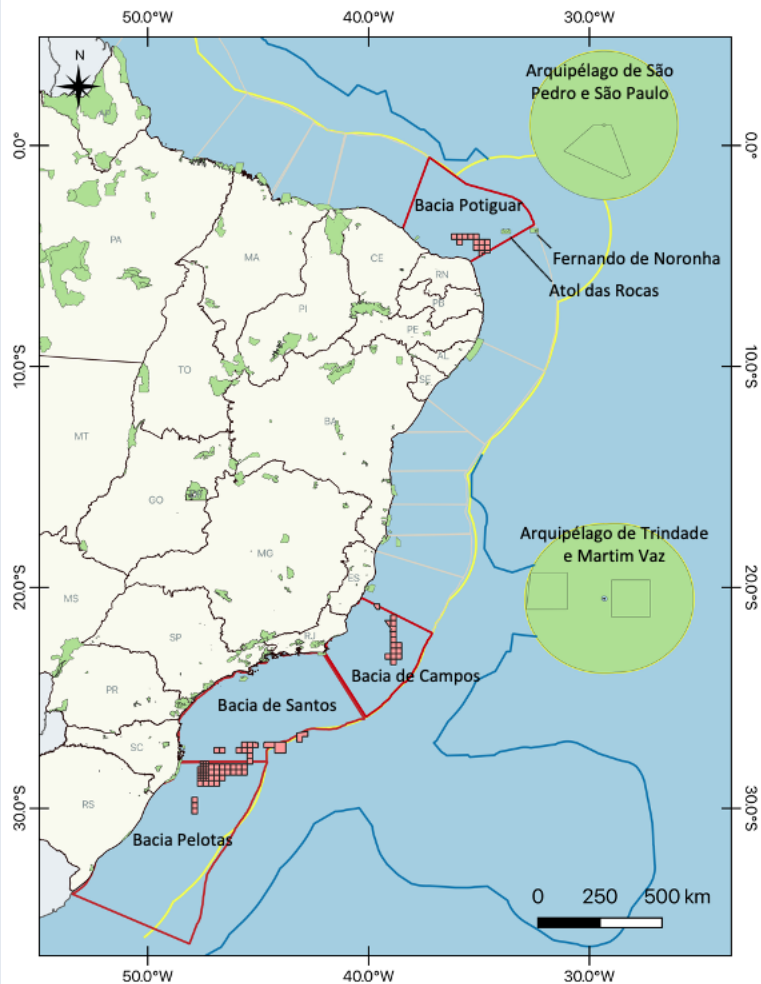 50.0°W 40.0°W 30.0°W
N
Arquipélago de São
Pedro e São Paulo
0.0°
0.0°
Bacia Potiguar
PA
MA
CE
Fernando de Noronha
RN
Atol das Rocas
PB
PI
PE
AL
10.0°S
10.0°S
TO
SE
BA
MT
GO
Arquipélago de Trindade
e Martim Vaz
MG
ES
20.0°S
20.0°S
MS
SP
RJ
Bacia de Campos
PR
Bacia de Santos
SC
RS
30.0°S
30.0°S
Bacia Pelotas
0 250 500 km
50.0°W 40.0°W 30.0°W